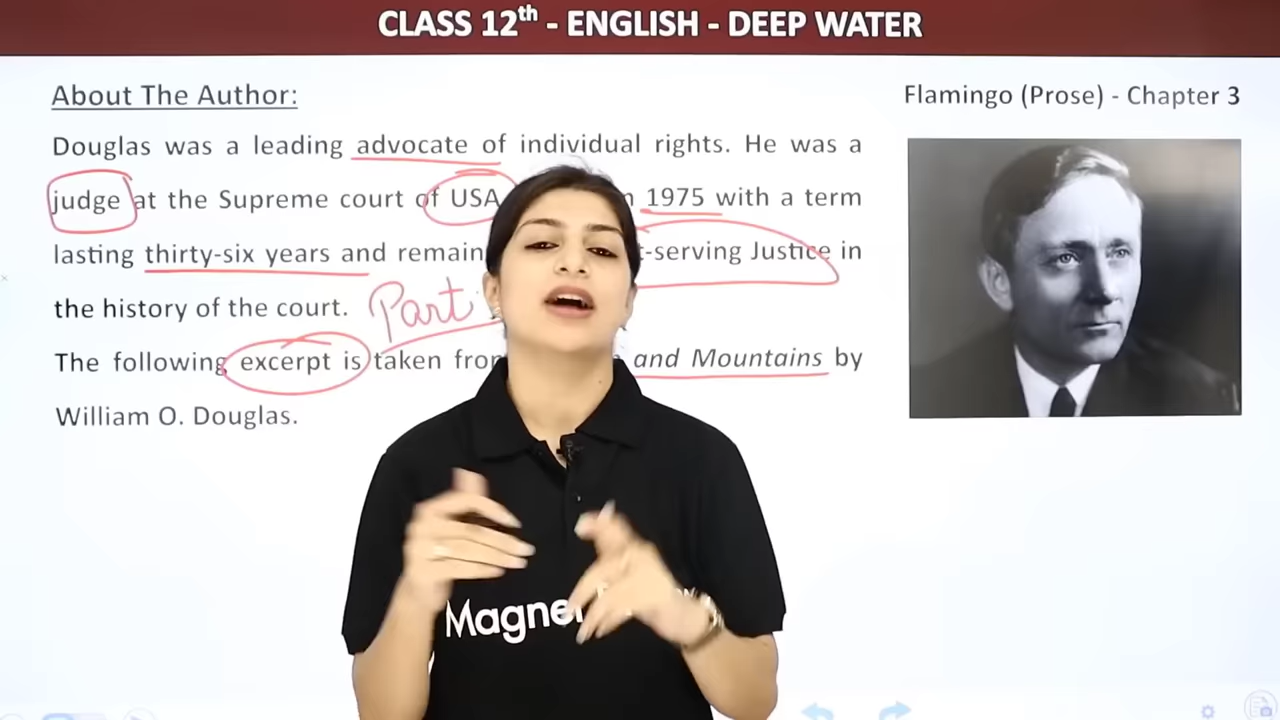 CLASS 12th - ENGLISH - DEEP WATER
About The Author:
Flamingo (Prose) - Chapter 3
Douglas was a leading advocate of individual rights. He was a
judge at the Supreme court of USA 1975 with a term
lasting thirty-six years and remain -serving Justice in
the history of the court.
Part
The following excerpt is taken from and Mountains by
William O. Douglas.
Magne